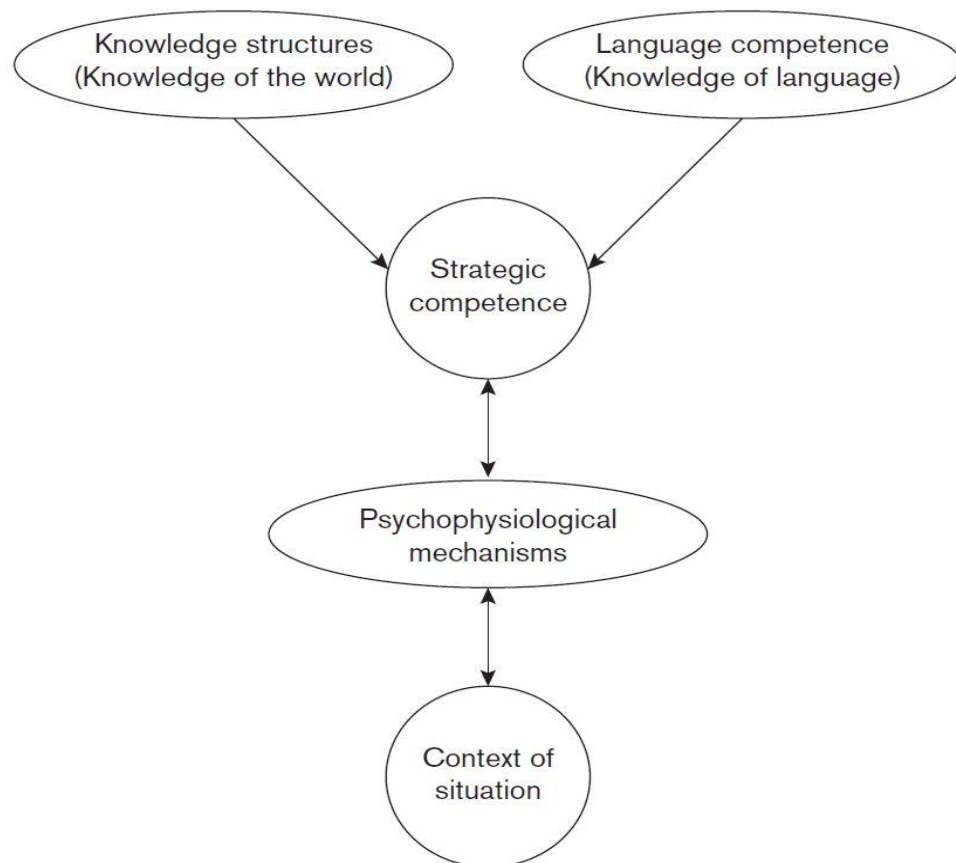 Knowledge structures
(Knowledge of the world)
Language competence
(Knowledge of language)
Strategic
competence
Psychophysiological
mechanisms
Context of
situation